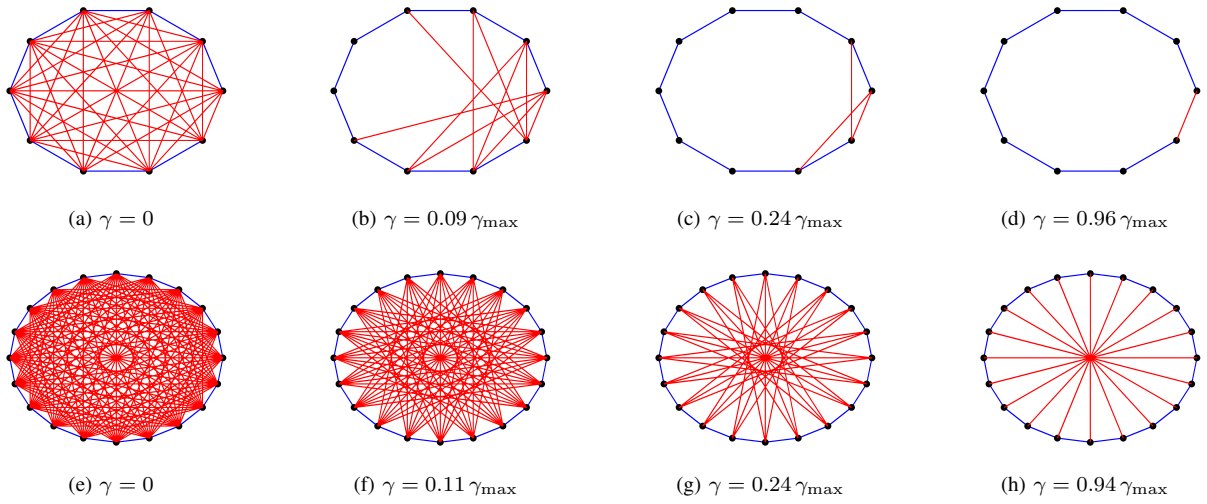 (a) γ = 0
(b) γ = 0.09 γmax
(c) γ = 0.24 γmax
(d) γ = 0.96 γmax
(e) γ = 0
(f) γ = 0.11 γmax
(g) γ = 0.24 γmax
(h) γ = 0.94 γmax